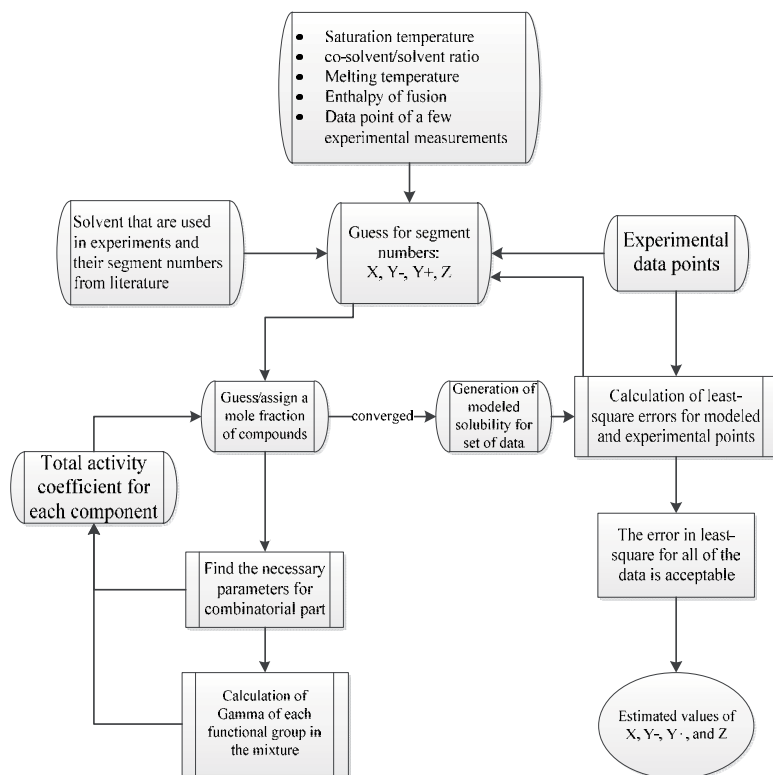 • Saturation temperature
• co-solvent/solvent ratio
• Melting temperature
• Enthalpy of fusion
• Data point of a few
experimental measurements
Solvent that are used
in experiments and
their segment numbers
from literature
Guess for segment
numbers:
X, Y-, Y+, Z
Experimental
data points
Guess/assign a
mole fraction
of compounds
converged
Generation of
modeled
solubility for
set of data
Calculation of least-
square errors for modeled
and experimental points
Total activity
coefficient for
each component
The error in least-
square for all of the
data is acceptable
Find the necessary
parameters for
combinatorial part
Calculation of
Gamma of each
functional group in
the mixture
Estimated values of
X, Y-, Y+, and Z